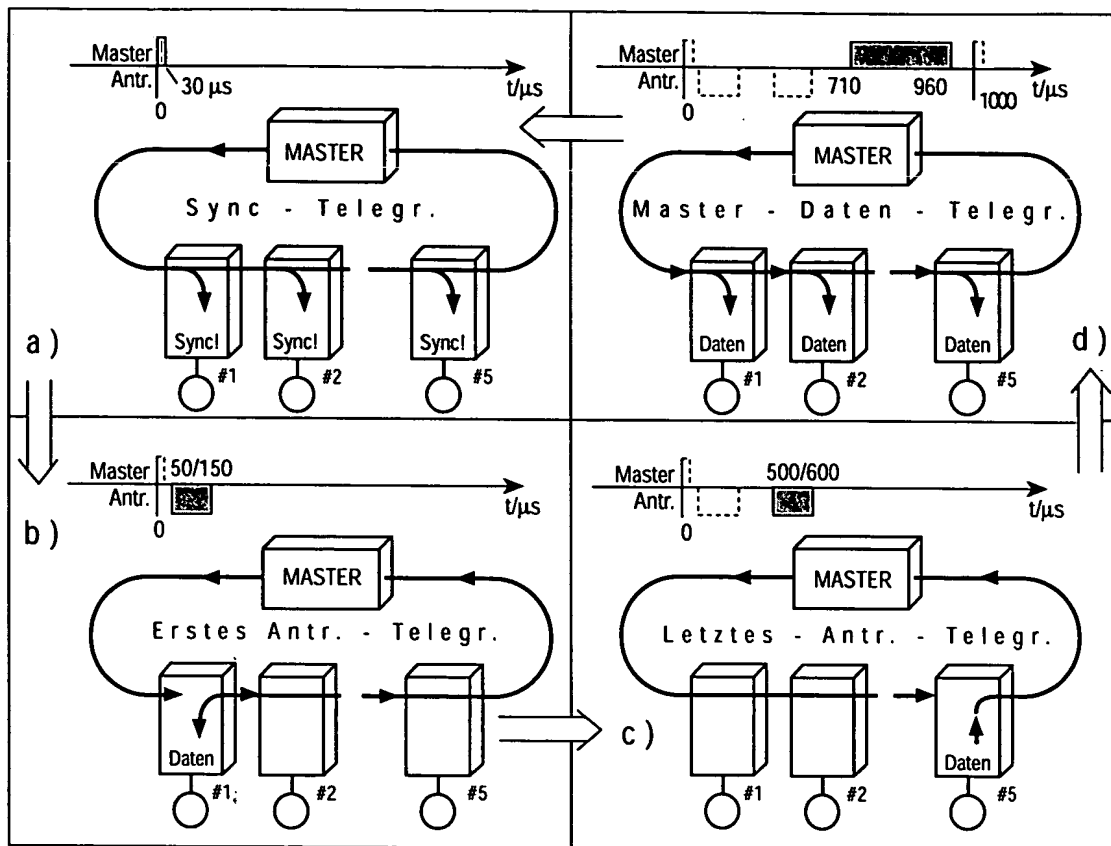 Master
Antr.
30 µs
0
t/µs
MASTER
Sync - Telegr.
Sync!
Sync!
Sync!
#1
#2
#5
a)
Master
Antr.
0
710
960
1000
t/µs
MASTER
Master - Daten - Telegr.
Daten
Daten
Daten
#1
#2
#5
d)
Master
Antr.
50/150
0
t/µs
MASTER
Erstes Antr. - Telegr.
Daten
#1
#2
#5
b)
Master
Antr.
500/600
0
t/µs
MASTER
Letztes - Antr. - Telegr.
Daten
#1
#2
#5
c)